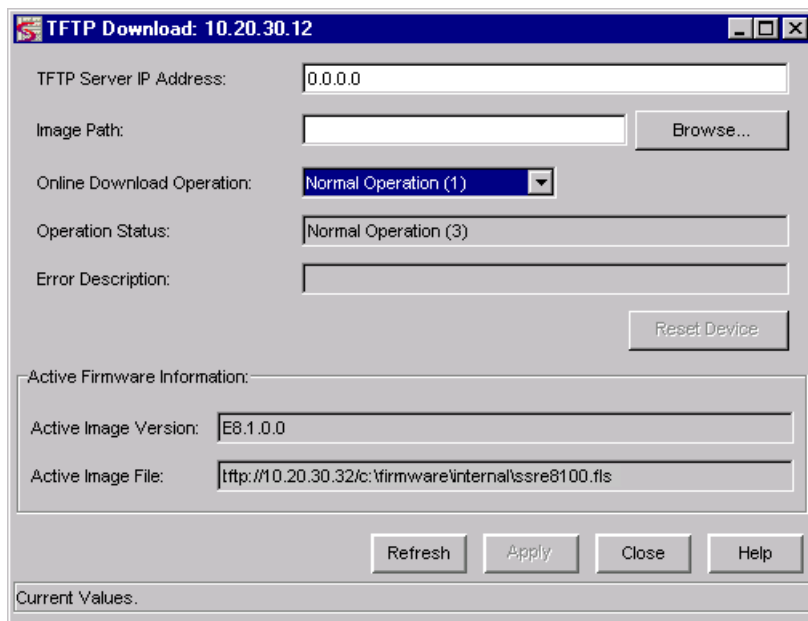 TFTP Download: 10.20.30.12
TFTP Server IP Address: 0.0.0.0
Image Path: Browse...
Online Download Operation: Normal Operation (1)
Operation Status: Normal Operation (3)
Error Description:
Reset Device
Active Firmware Information:
Active Image Version: E8.1.0.0
Active Image File: tftp://10.20.30.32/c:\firmware\internal\ssre8100.fls
Refresh Apply Close Help
Current Values.